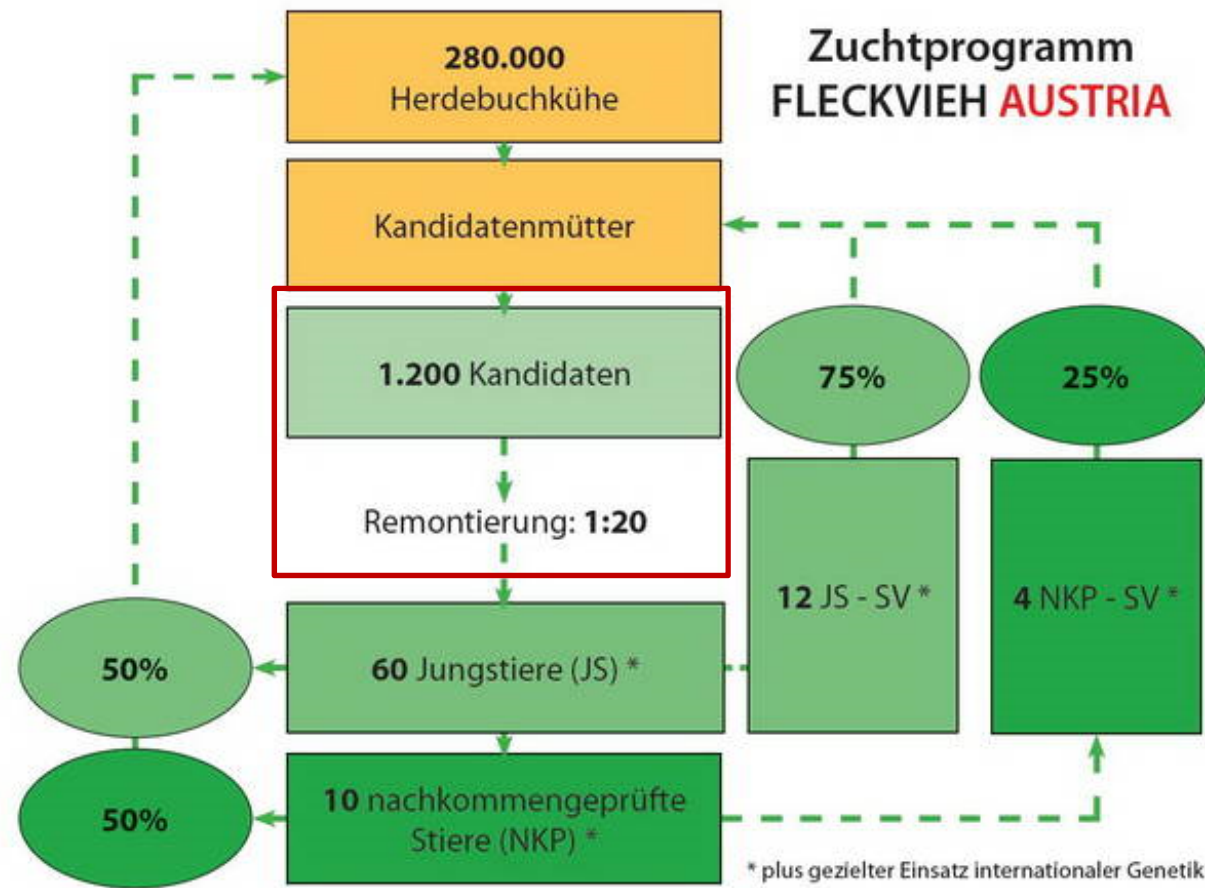 Zuchtprogramm
FLECKVIEH AUSTRIA
280.000
Herdebuchkühe
Kandidatenmütter
1.200 Kandidaten
75%
25%
Remontierung: 1:20
12 JS - SV *
4 NKP - SV *
50%
60 Jungstiere (JS) *
50%
10 nachkommengeprüfte
Stiere (NKP) *
* plus gezielter Einsatz internationaler Genetik